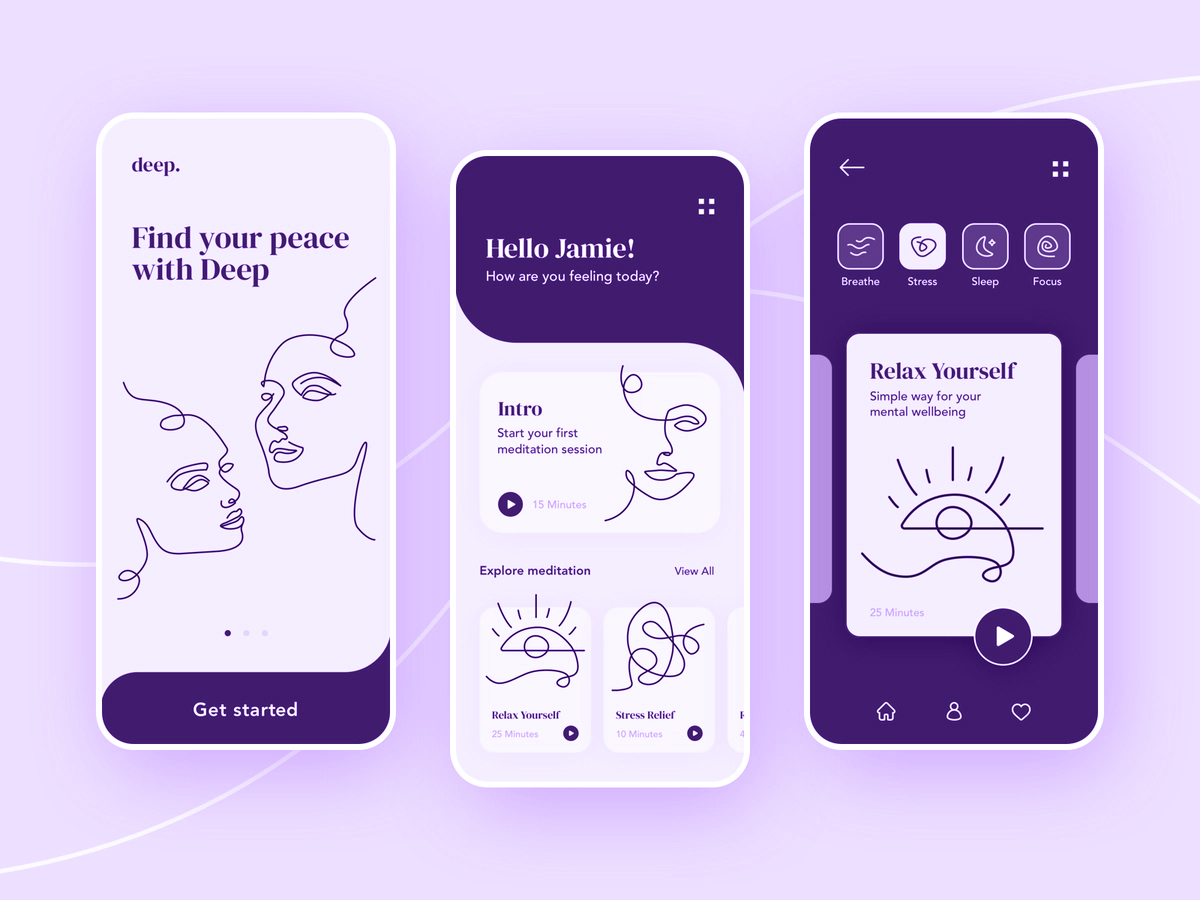 deep.
Find your peace
with Deep
Get started
Hello Jamie!
How are you feeling today?
Intro
Start your first
meditation session
15 Minutes
Explore meditation
View All
Relax Yourself
25 Minutes
Stress Relief
10 Minutes
4
Breathe
Stress
Sleep
Focus
Relax Yourself
Simple way for your
mental wellbeing
25 Minutes